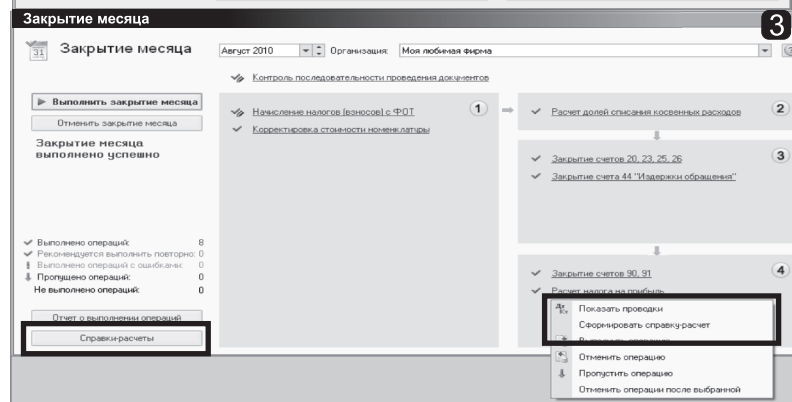 Закрытие месяца
3
31
Закрытие месяца
Август 2010
Организация:
Моя любимая фирма
Контроль последовательности проведения документов
Выполнить закрытие месяца
Отменить закрытие месяца
Закрытие месяца
выполнено успешно
Начисление налогов (взносов) с ФОТ
1
Корректировка стоимости номенклатуры
Расчет долей списания косвенных расходов
2
Закрытие счетов 20, 23, 25, 26
3
Закрытие счета 44 "Издержки обращения"
Выполнено операций: 8
Рекомендуется выполнить повторно: 0
Выполнено операций с ошибками: 0
Пропущено операций: 0
Не выполнено операций: 0
Закрытие счетов 90, 91
4
Расчет налога на прибыль
Отчет о выполнении операций
Справки-расчеты
Дт Кт Показать проводки
Сформировать справку-расчет
Выполнить операцию
Отменить операцию
Пропустить операцию
Отменить операции после выбранной